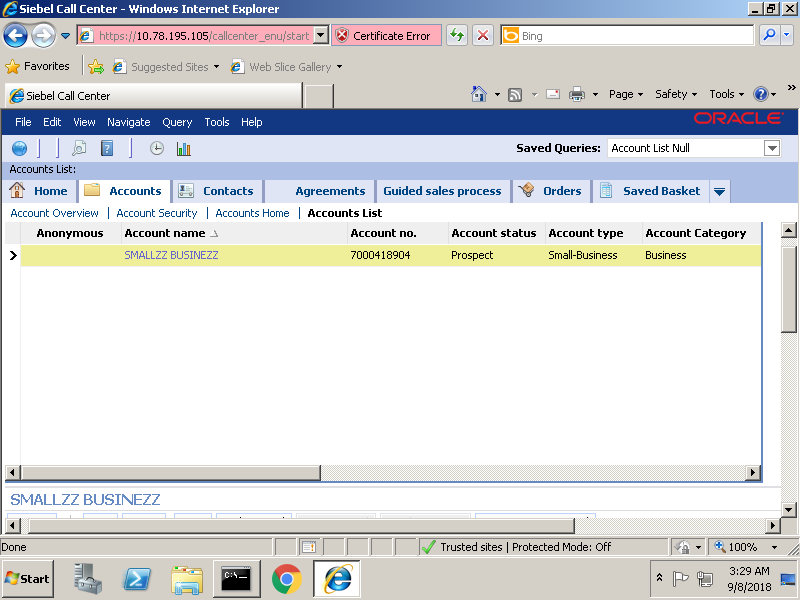 Siebel Call Center - Windows Internet Explorer
https://10.78.195.105/callcenter_enu/start
Certificate Error
Bing
Favorites
Suggested Sites
Web Slice Gallery
Siebel Call Center
Page
Safety
Tools
File Edit View Navigate Query Tools Help
ORACLE
Saved Queries: Account List Null
Accounts List:
Home Accounts Contacts Agreements Guided sales process Orders Saved Basket
Account Overview | Account Security | Accounts Home | Accounts List
Anonymous Account name Account no. Account status Account type Account Category
SMALLZZ BUSINEZZ 7000418904 Prospect Small-Business Business
SMALLZZ BUSINEZZ
Done
Trusted sites | Protected Mode: Off
100%
Start
C:\.
3:29 AM
9/8/2018